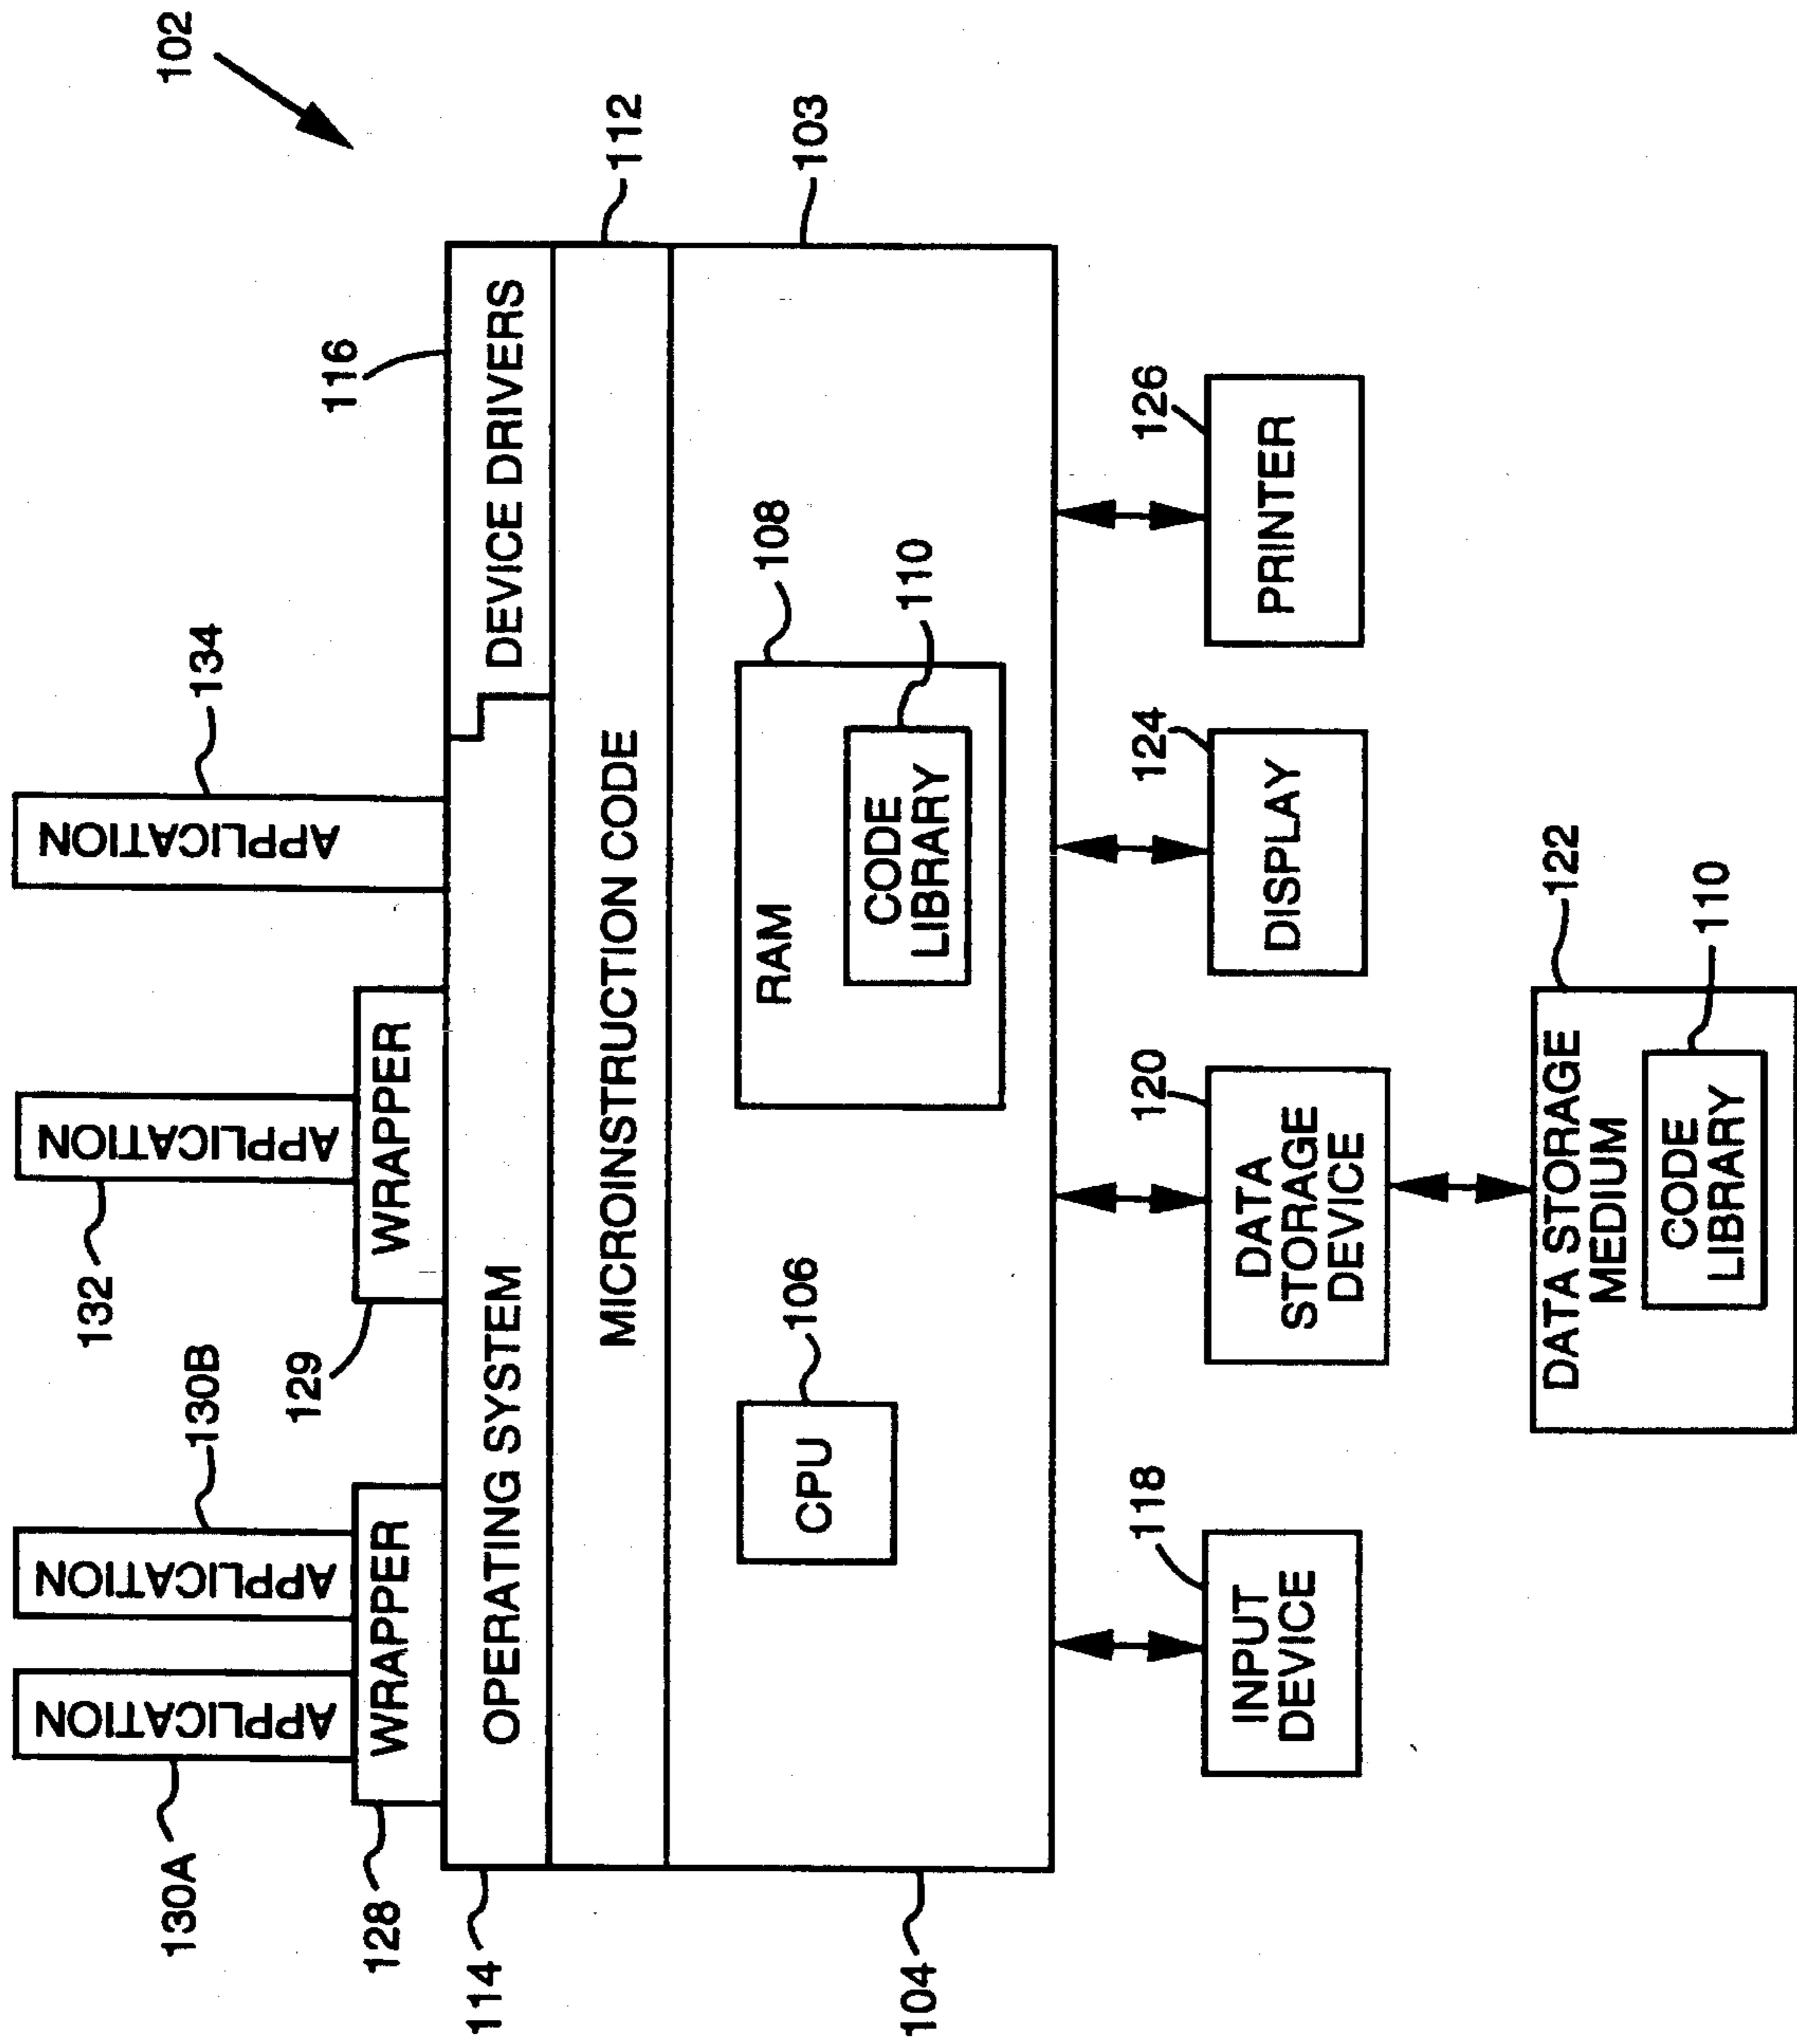 102
130A
APPLICATION
APPLICATION
130B
132
APPLICATION
APPLICATION
134
128
WRAPPER
129
WRAPPER
116
114
OPERATING SYSTEM
DEVICE DRIVERS
MICROINSTRUCTION CODE
112
104
CPU
106
RAM
108
CODE
LIBRARY
110
103
118
INPUT
DEVICE
120
DATA
STORAGE
DEVICE
124
DISPLAY
126
PRINTER
122
DATA STORAGE
MEDIUM
CODE
LIBRARY
110